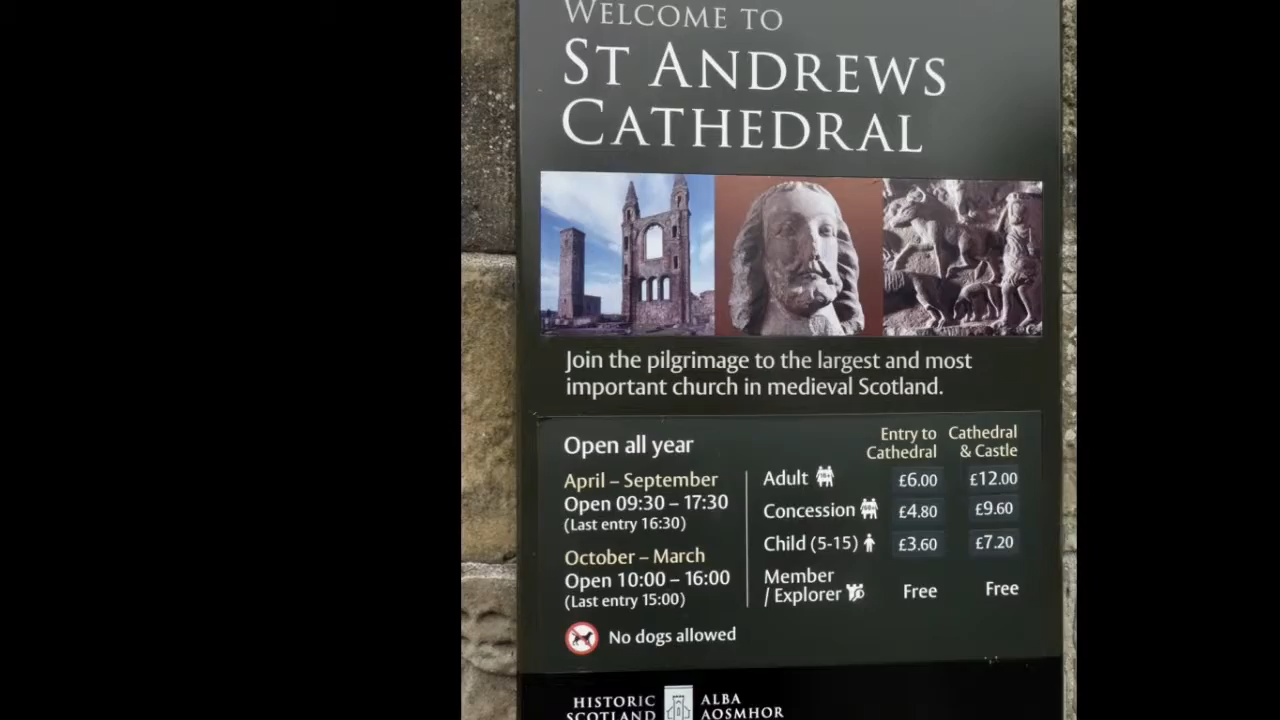 WELCOME TO
ST ANDREWS
CATHEDRAL
Join the pilgrimage to the largest and most
important church in medieval Scotland.
Open all year
April – September
Open 09:30 – 17:30
(Last entry 16:30)
October – March
Open 10:00 – 16:00
(Last entry 15:00)
No dogs allowed
Entry to Cathedral
Cathedral & Castle
Adult £6.00 £12.00
Concession £4.80 £9.60
Child (5-15) £3.60 £7.20
Member
/ Explorer Free Free
HISTORIC ALBA
SCOTLAND AOSMHOR